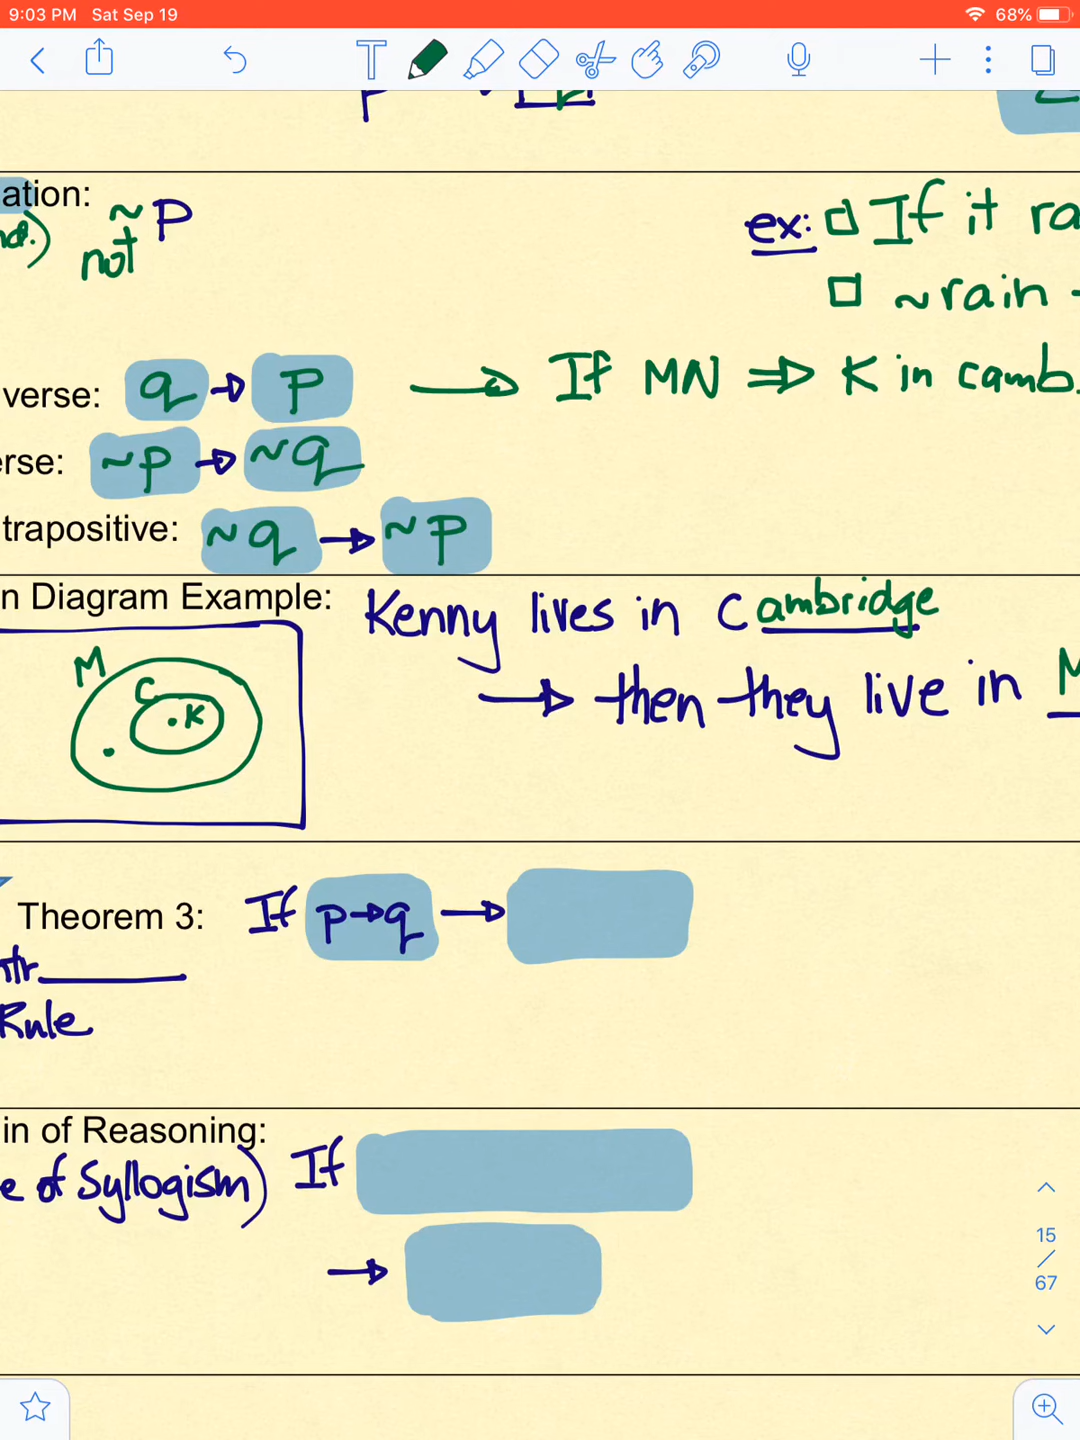 9:03 PM Sat Sep 19 68%
T
ation:
~P
not
ex: □ If it ra
□ ~rain
verse: q → p → If MN ⇒ K in camb.
erse: ~p → ~q
trapositive: ~q → ~p
n Diagram Example: Kenny lives in Cambridge
→ then they live in M
M
C
K
Theorem 3: If p→q →
Rule
in of Reasoning:
e of Syllogism) If
→
15
/
67